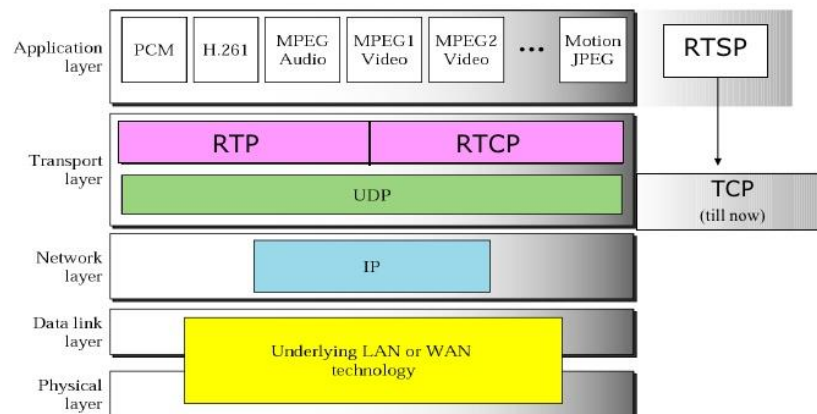 Application
layer
PCM
H.261
MPEG
Audio
MPEG1
Video
MPEG2
Video
•••
Motion
JPEG
RTSP
Transport
layer
RTP
RTCP
UDP
TCP
(till now)
Network
layer
IP
Data link
layer
Underlying LAN or WAN
technology
Physical
layer